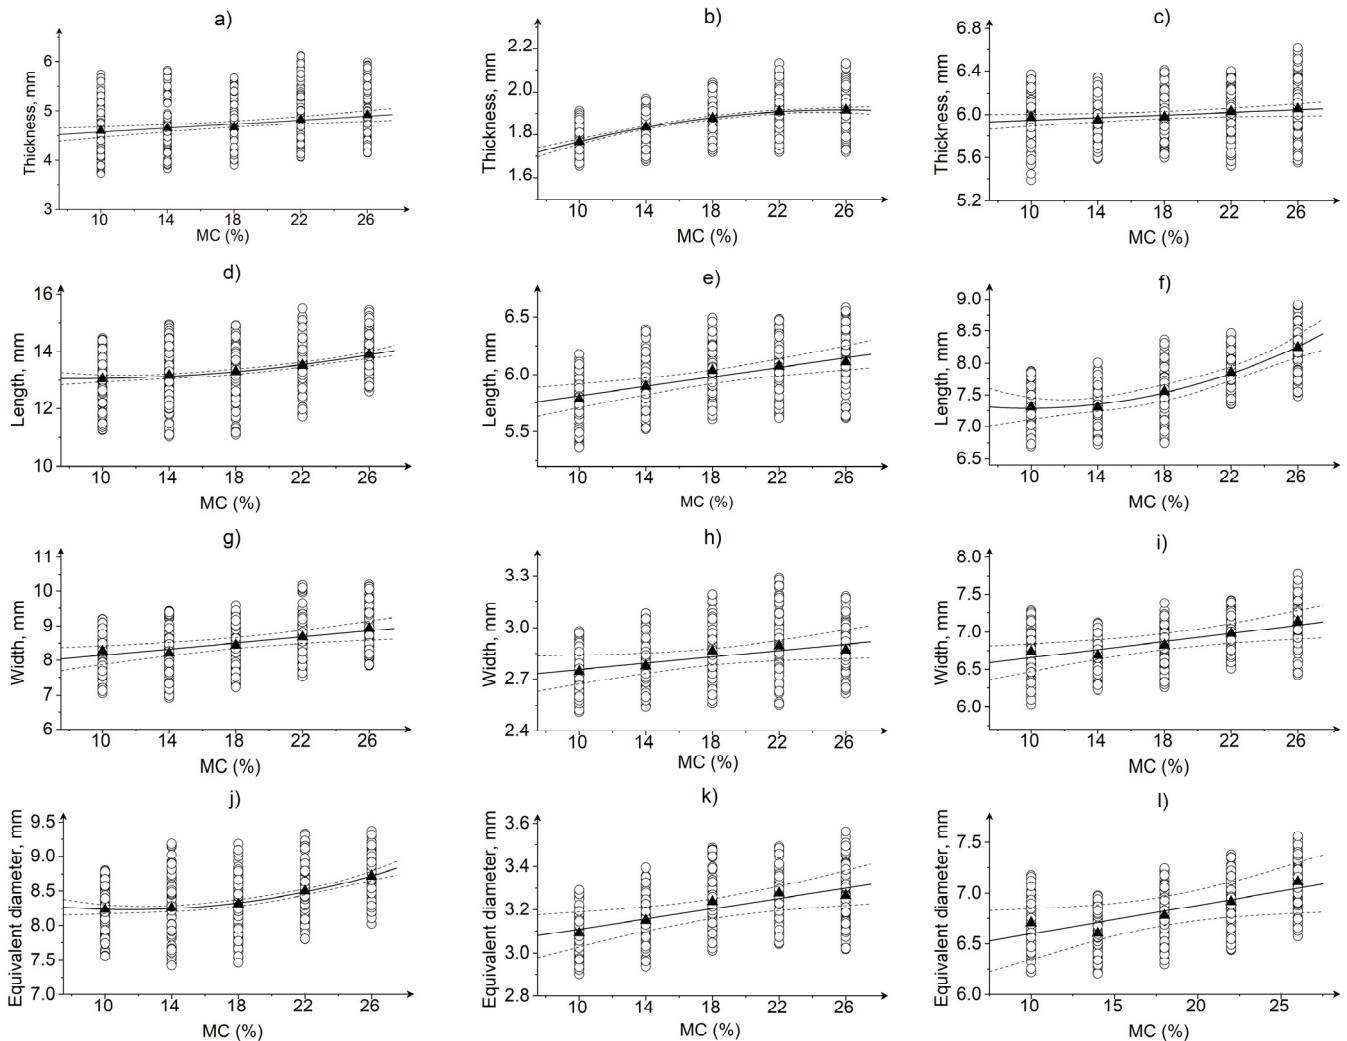 a)
Thickness, mm
6
5
4
3
10 14 18 22 26
MC (%)
b)
Thickness, mm
2.2
2.0
1.8
1.6
10 14 18 22 26
MC (%)
c)
Thickness, mm
6.8
6.4
6.0
5.6
5.2
10 14 18 22 26
MC (%)
d)
Length, mm
16
14
12
10
10 14 18 22 26
MC (%)
e)
Length, mm
6.5
6.0
5.5
10 14 18 22 26
MC (%)
f)
Length, mm
9.0
8.5
8.0
7.5
7.0
6.5
10 14 18 22 26
MC (%)
g)
Width, mm
11
10
9
8
7
6
10 14 18 22 26
MC (%)
h)
Width, mm
3.3
3.0
2.7
2.4
10 14 18 22 26
MC (%)
i)
Width, mm
8.0
7.5
7.0
6.5
6.0
10 14 18 22 26
MC (%)
j)
Equivalent diameter, mm
9.5
9.0
8.5
8.0
7.5
7.0
10 14 18 22 26
MC (%)
k)
Equivalent diameter, mm
3.6
3.4
3.2
3.0
2.8
10 14 18 22 26
MC (%)
l)
Equivalent diameter, mm
7.5
7.0
6.5
6.0
10 15 20 25
MC (%)